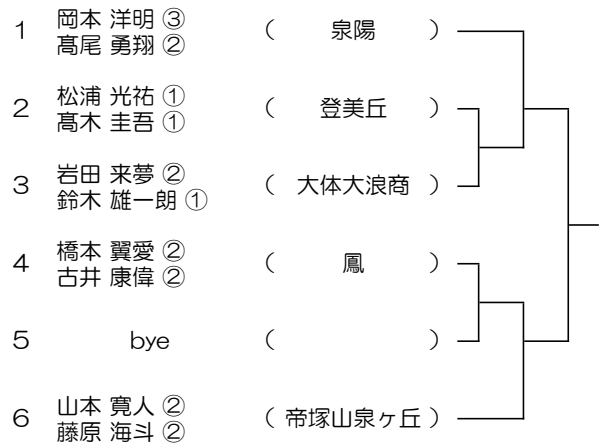 1 岡本 洋明 ③ ( 泉陽 )
髙尾 勇翔 ②
2 松浦 光祐 ① ( 登美丘 )
髙木 圭吾 ①
3 岩田 来夢 ② ( 大体大浪商 )
鈴木 雄一朗 ①
4 橋本 翼愛 ② ( 鳳 )
古井 康偉 ②
5 bye ( )
6 山本 寛人 ② ( 帝塚山泉ヶ丘 )
藤原 海斗 ②